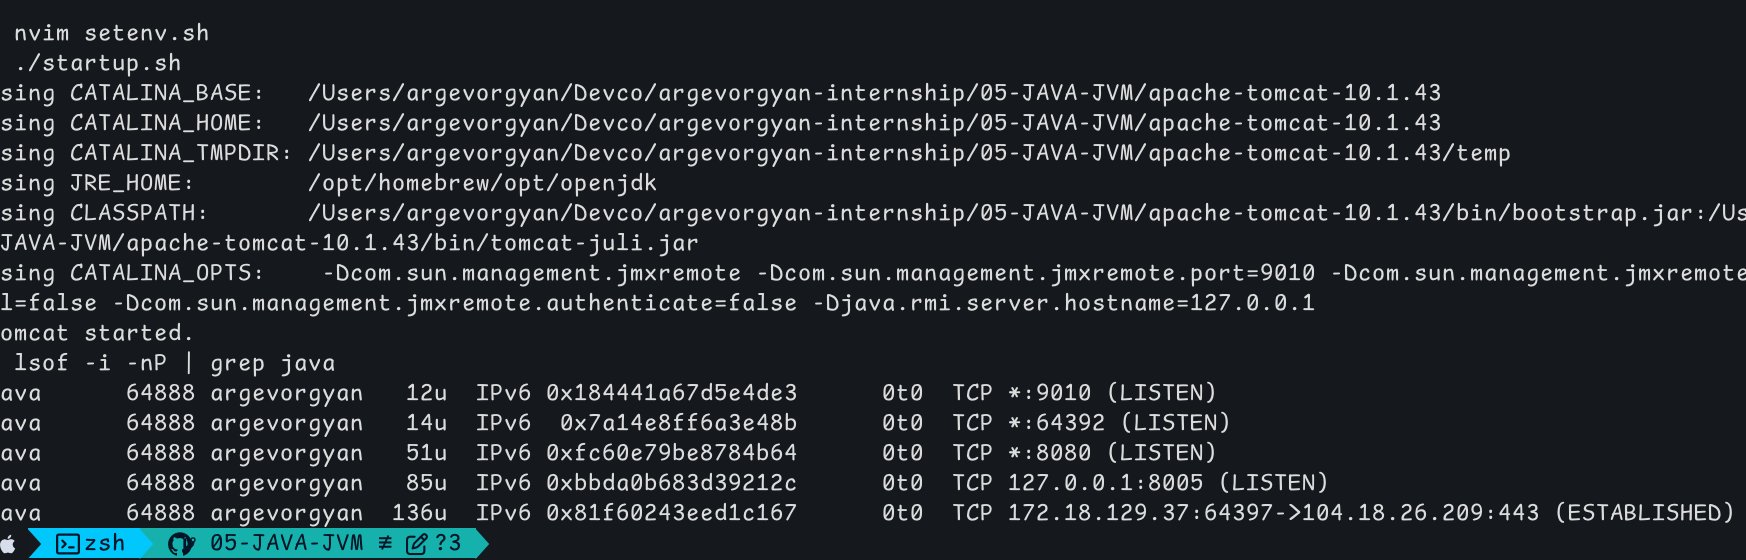 nvim setenv.sh
./startup.sh
sing CATALINA_BASE:   /Users/argevorgyan/Devco/argevorgyan-internship/05-JAVA-JVM/apache-tomcat-10.1.43
sing CATALINA_HOME:   /Users/argevorgyan/Devco/argevorgyan-internship/05-JAVA-JVM/apache-tomcat-10.1.43
sing CATALINA_TMPDIR: /Users/argevorgyan/Devco/argevorgyan-internship/05-JAVA-JVM/apache-tomcat-10.1.43/temp
sing JRE_HOME:        /opt/homebrew/opt/openjdk
sing CLASSPATH:       /Users/argevorgyan/Devco/argevorgyan-internship/05-JAVA-JVM/apache-tomcat-10.1.43/bin/bootstrap.jar:/Us
JAVA-JVM/apache-tomcat-10.1.43/bin/tomcat-juli.jar
sing CATALINA_OPTS:    -Dcom.sun.management.jmxremote -Dcom.sun.management.jmxremote.port=9010 -Dcom.sun.management.jmxremote
l=false -Dcom.sun.management.jmxremote.authenticate=false -Djava.rmi.server.hostname=127.0.0.1
omcat started.
lsof -i -nP | grep java
ava      64888 argevorgyan   12u  IPv6 0x184441a67d5e4de3      0t0  TCP *:9010 (LISTEN)
ava      64888 argevorgyan   14u  IPv6  0x7a14e8ff6a3e48b      0t0  TCP *:64392 (LISTEN)
ava      64888 argevorgyan   51u  IPv6 0xfc60e79be8784b64      0t0  TCP *:8080 (LISTEN)
ava      64888 argevorgyan   85u  IPv6 0xbbda0b683d39212c      0t0  TCP 127.0.0.1:8005 (LISTEN)
ava      64888 argevorgyan  136u  IPv6 0x81f60243eed1c167      0t0  TCP 172.18.129.37:64397->104.18.26.209:443 (ESTABLISHED)
zsh 05-JAVA-JVM ≢ ?3